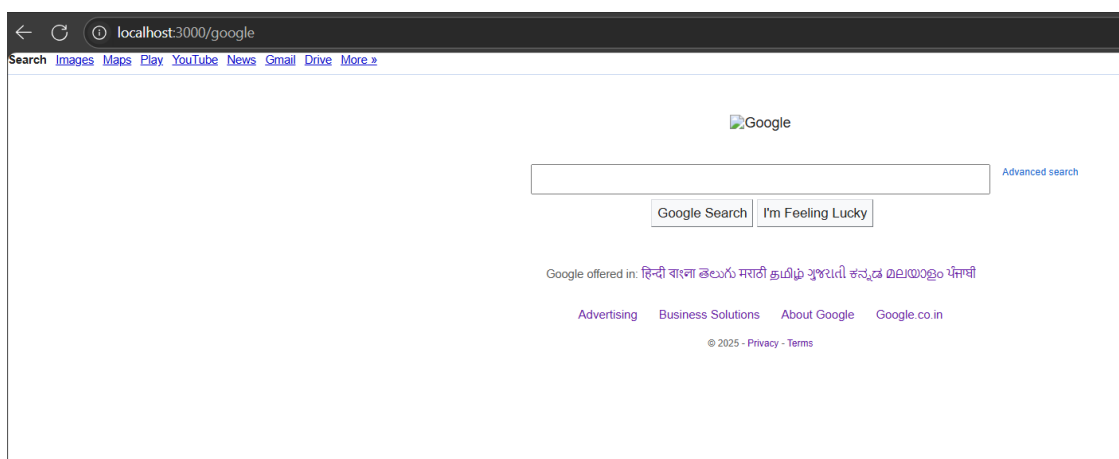 localhost:3000/google
Search Images Maps Play YouTube News Gmail Drive More »
Google
Advanced search
Google Search I'm Feeling Lucky
Google offered in: हिन्दी বাংলা తెలుగు मराठी தமிழ் ગુજરાતી ಕನ್ನಡ മലയാളം ਪੰਜਾਬੀ
Advertising Business Solutions About Google Google.co.in
© 2025 - Privacy - Terms